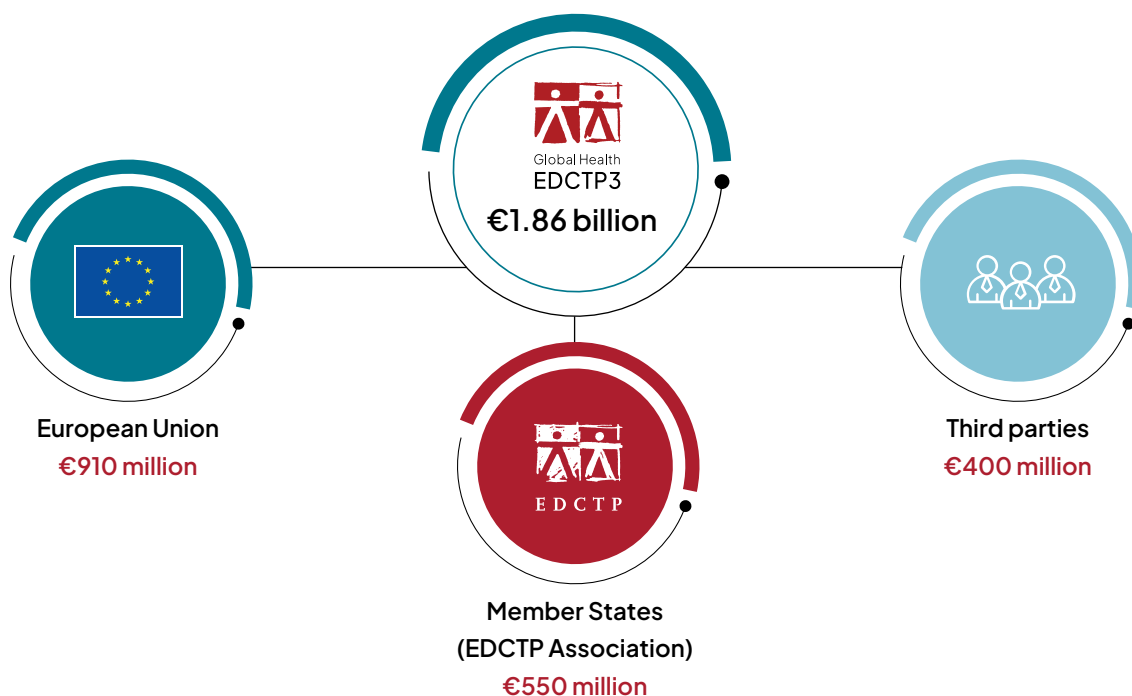 Global Health
EDCTP3
€1.86 billion
European Union
€910 million
EDCTP
Member States
(EDCTP Association)
€550 million
Third parties
€400 million